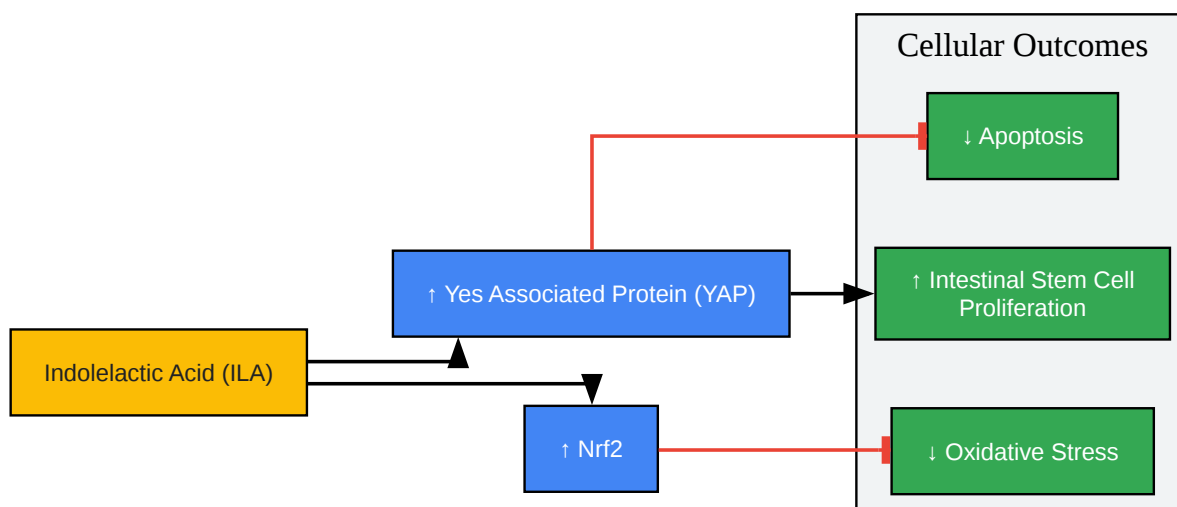 Cellular Outcomes
↓ Apoptosis
↑ Yes Associated Protein (YAP)
↑ Intestinal Stem Cell
Proliferation
Indolelactic Acid (ILA)
↑ Nrf2
↓ Oxidative Stress